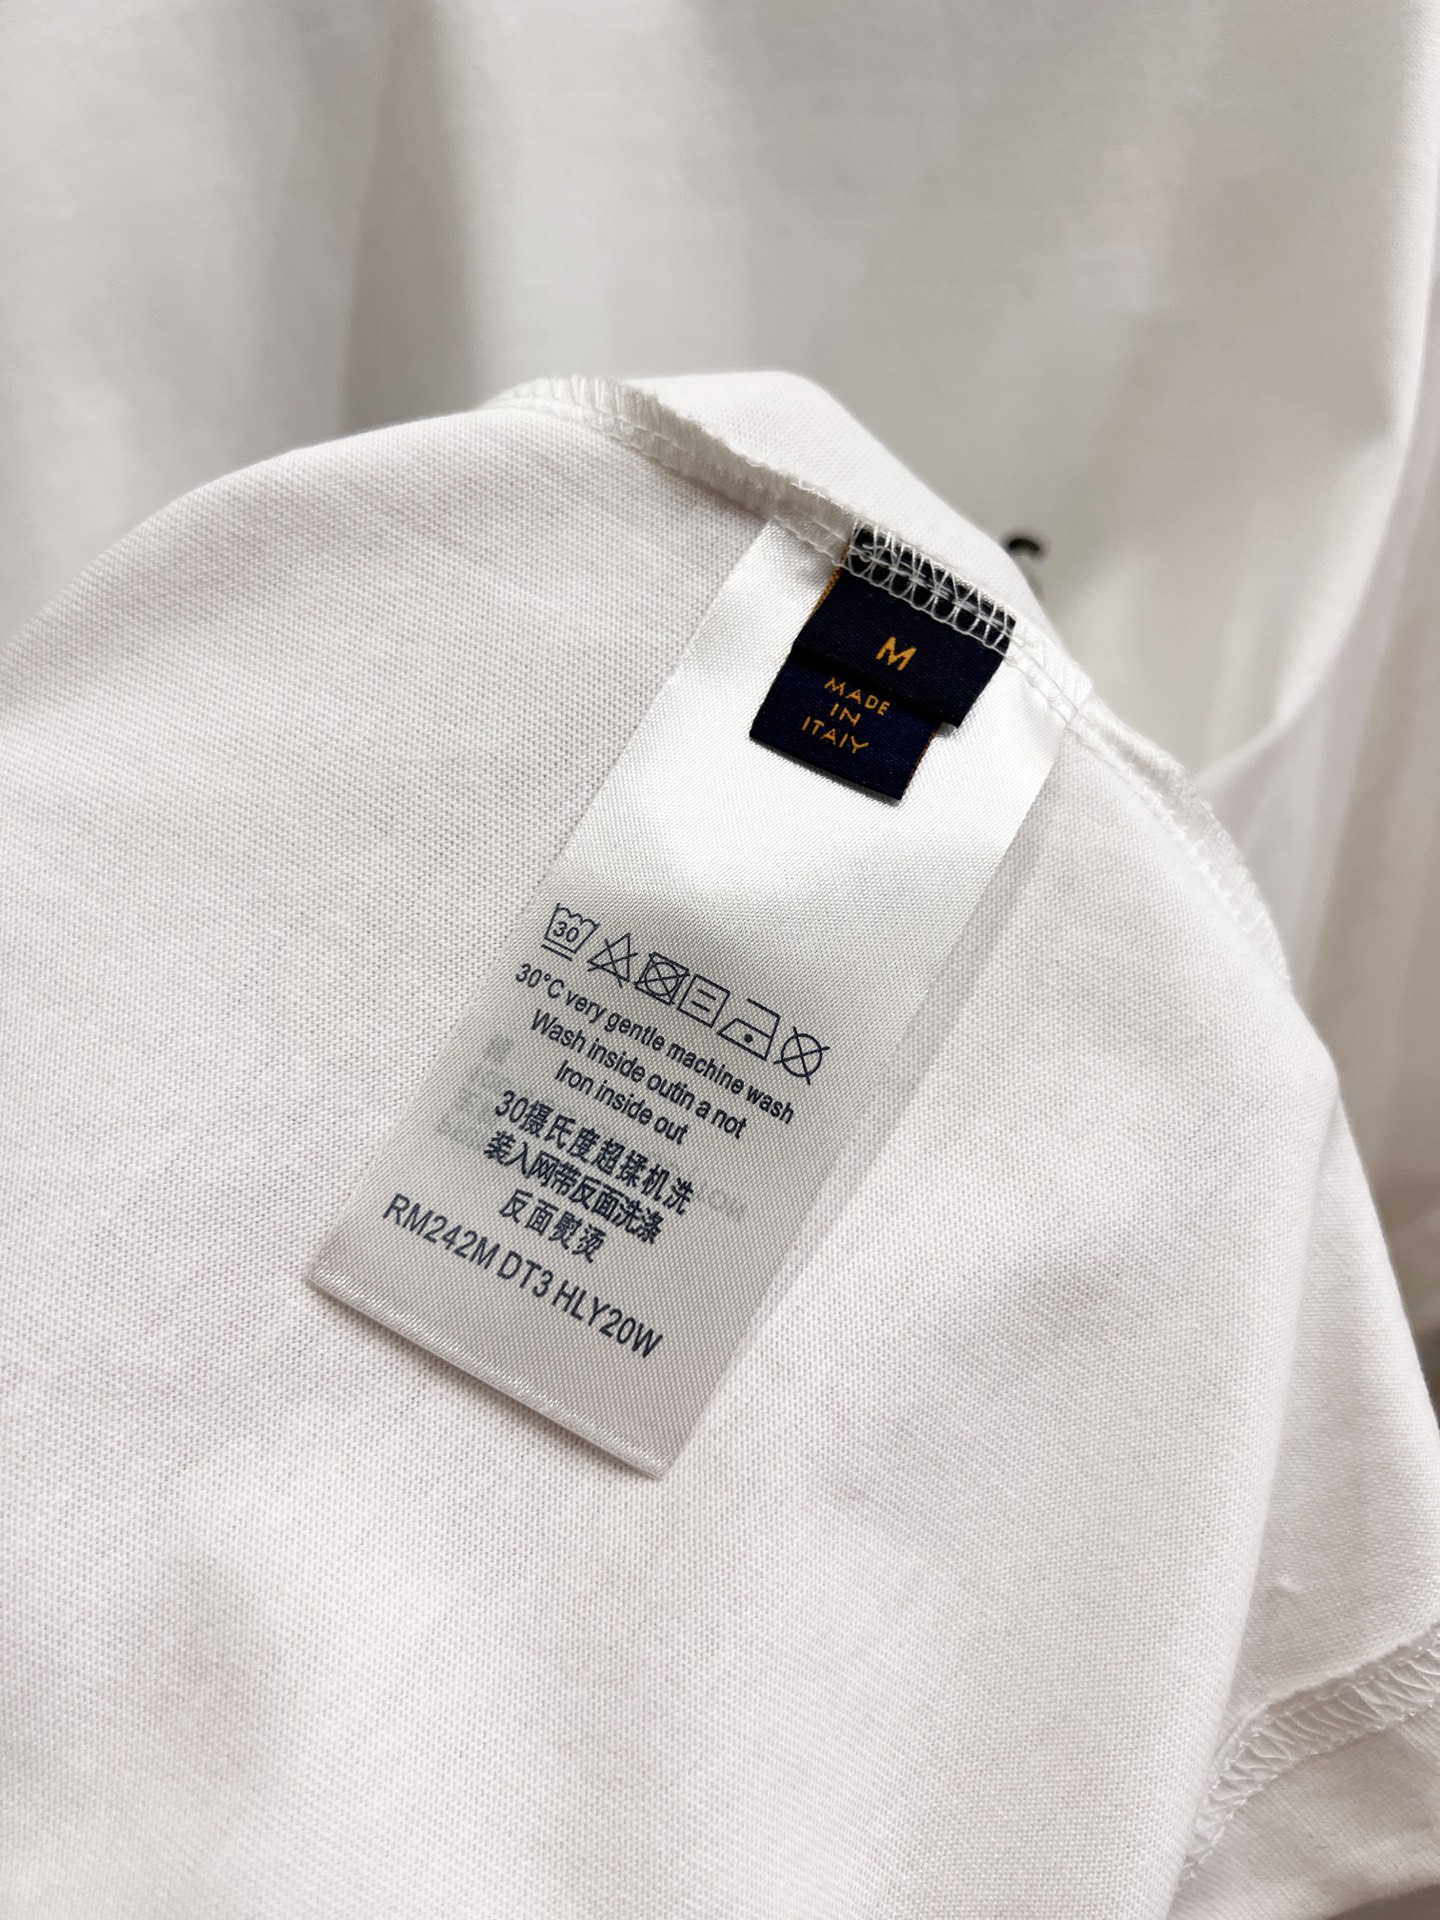 M
MADE
IN
ITAIY
30
30°C very gentle machine wash
Wash inside outin a not
Iron inside out
30摄氏度超揉机洗
装入网带反面洗涤
反面熨烫
RM242M DT3 HLY20W